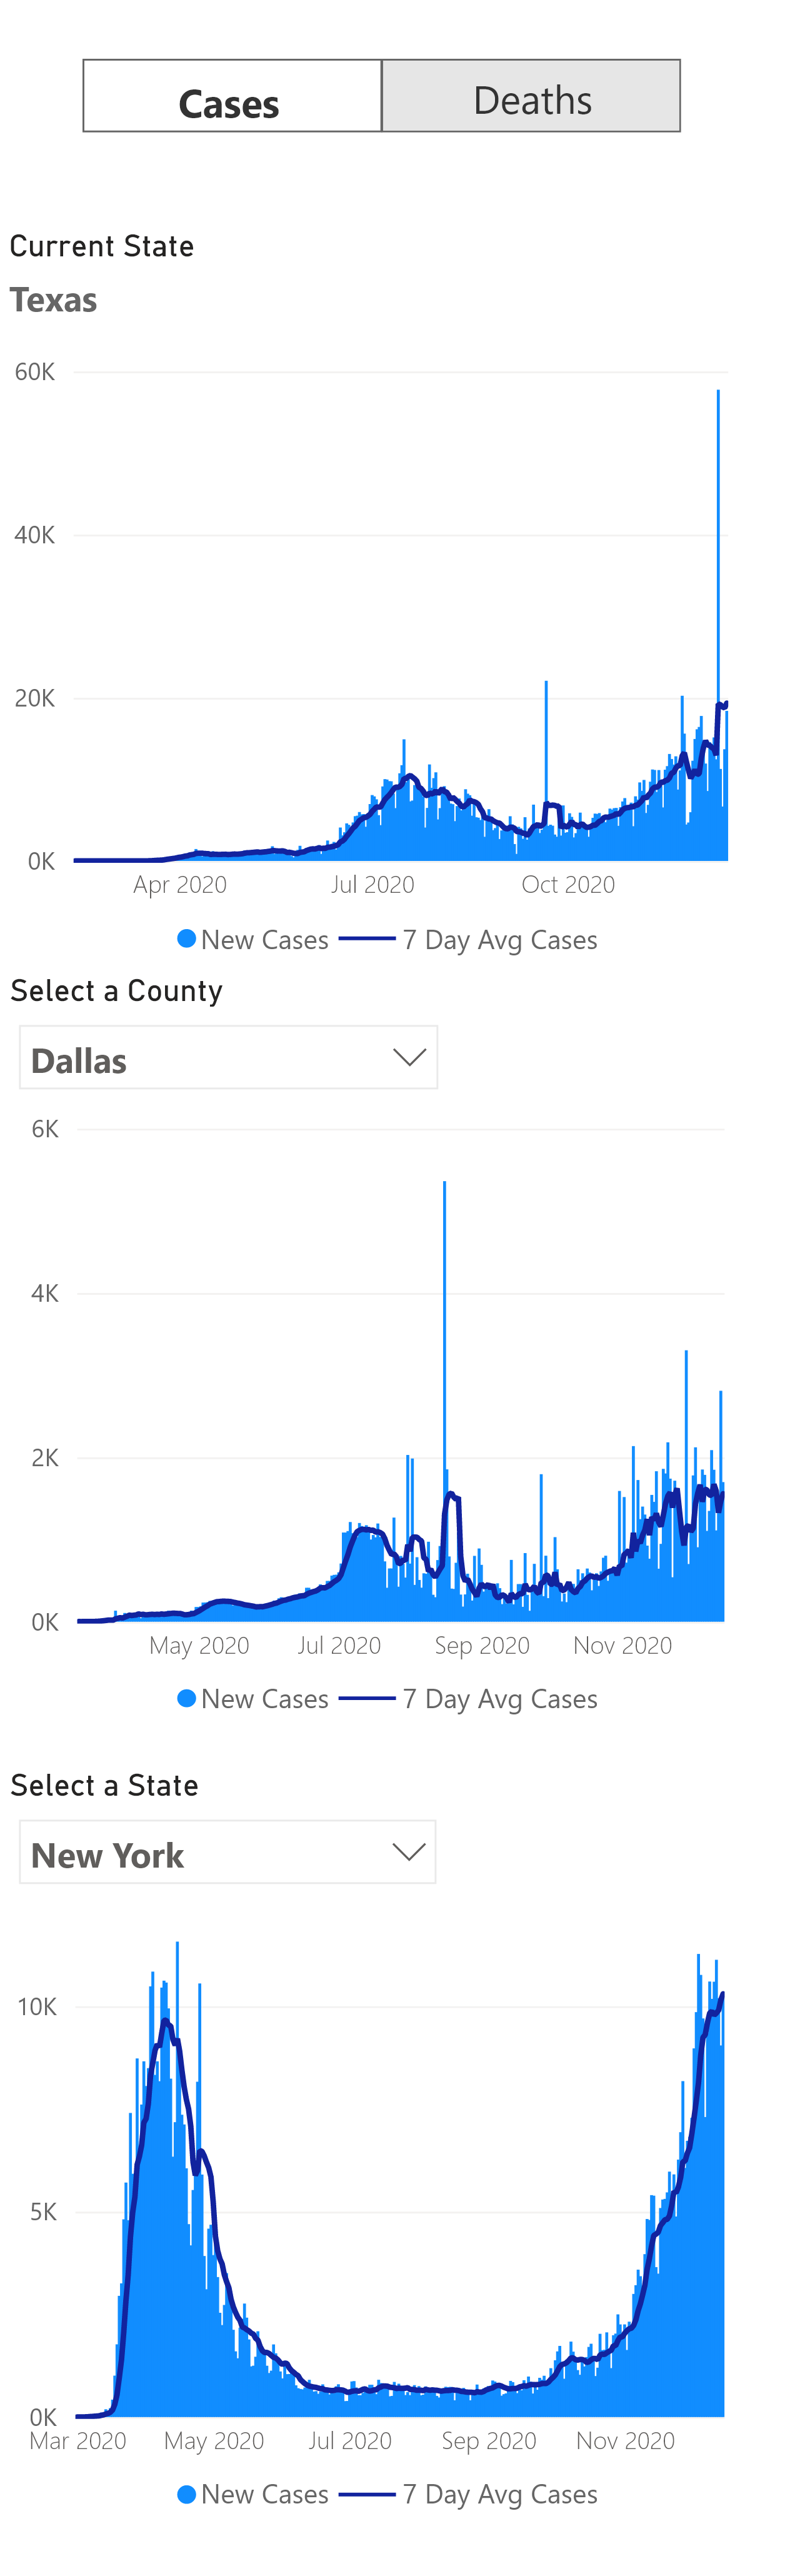 Cases Deaths
Current State
Texas
60K
40K
20K
0K
Apr 2020 Jul 2020 Oct 2020
New Cases 7 Day Avg Cases
Select a County
Dallas
6K
4K
2K
0K
May 2020 Jul 2020 Sep 2020 Nov 2020
New Cases 7 Day Avg Cases
Select a State
New York
10K
5K
0K
Mar 2020 May 2020 Jul 2020 Sep 2020 Nov 2020
New Cases 7 Day Avg Cases